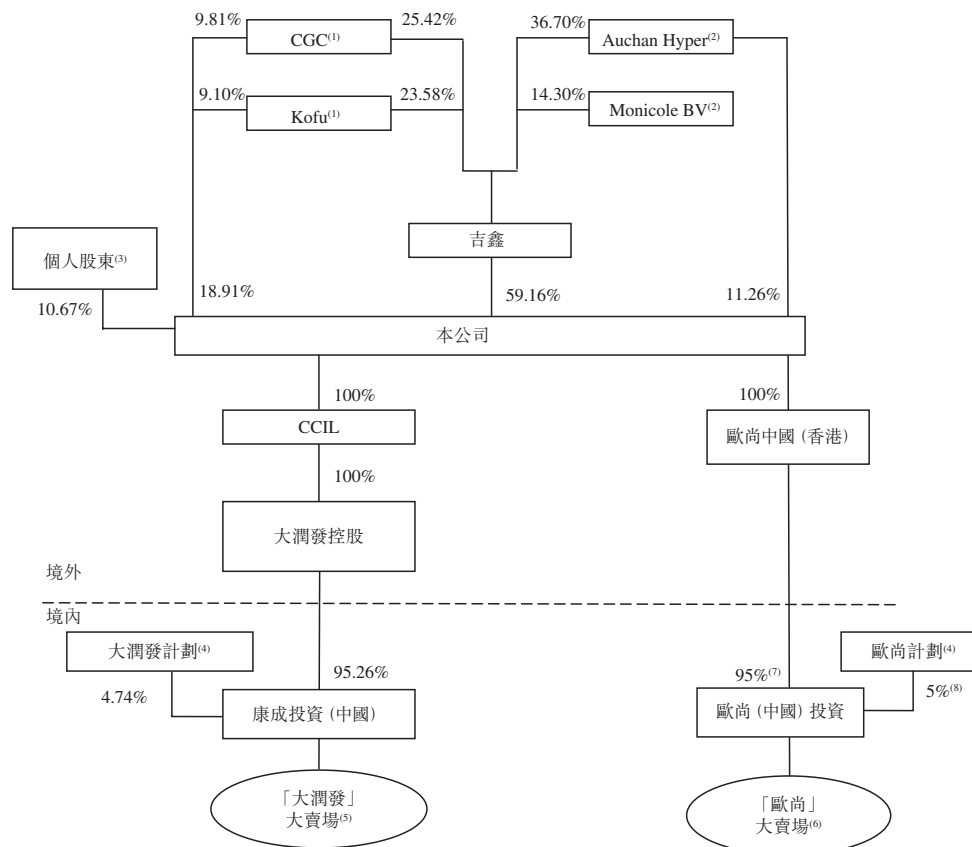 9.81%
CGC(1)
25.42%
36.70%
Auchan Hyper(2)
9.10%
Kofu(1)
23.58%
14.30%
Monicole BV(2)
吉鑫
個人股東(3)
10.67%
18.91%
59.16%
11.26%
本公司
100%
100%
CCIL
歐尚中國 (香港)
100%
大潤發控股
境外
境內
大潤發計劃(4)
歐尚計劃(4)
4.74%
95.26%
95%(7)
5%(8)
康成投資 (中國)
歐尚 (中國) 投資
「大潤發」
大賣場(5)
「歐尚」
大賣場(6)